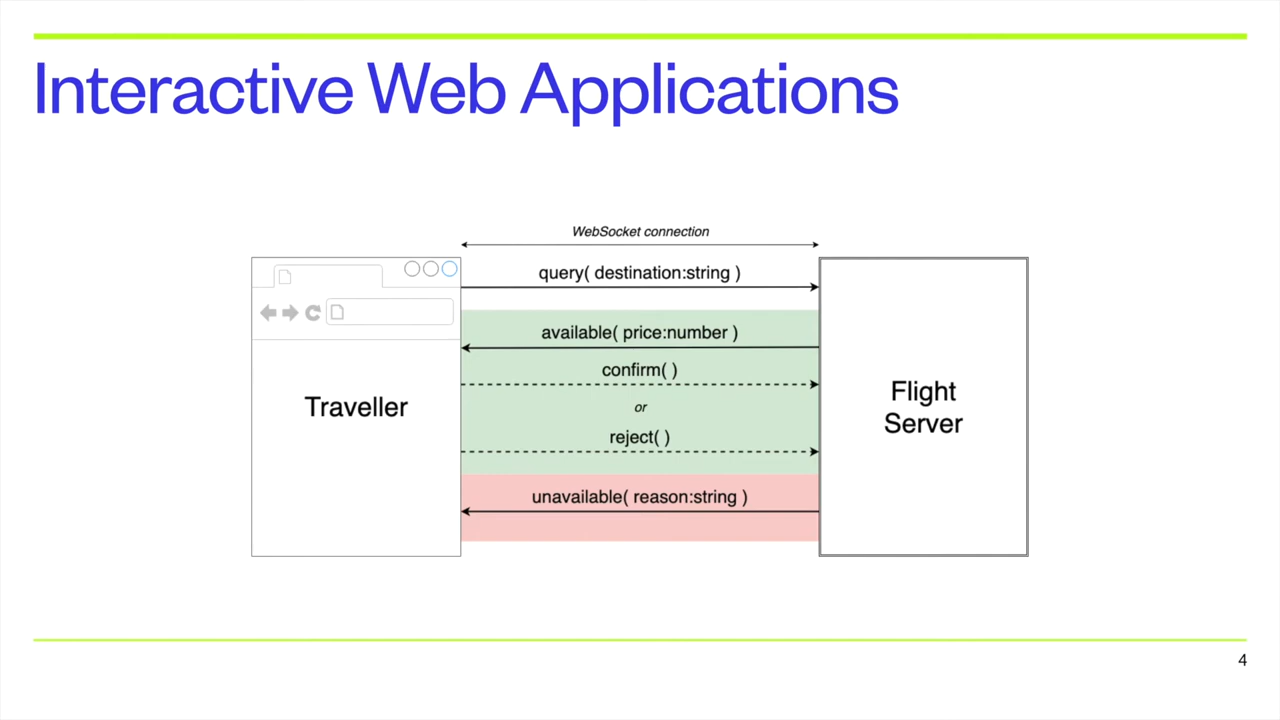 Interactive Web Applications
WebSocket connection
query( destination:string )
available( price:number )
confirm( )
or
reject( )
unavailable( reason:string )
Traveller
Flight
Server
4